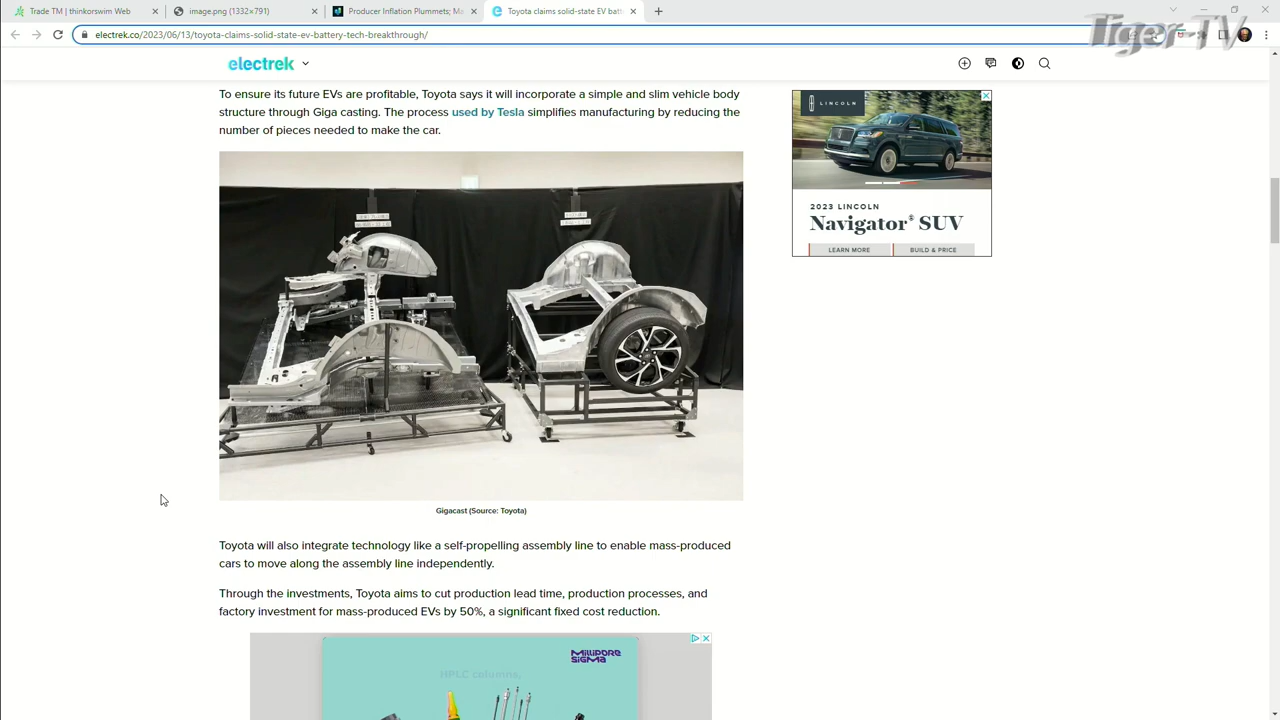 Trade TM | thinkorswim Web
image.png (1332×791)
Producer Inflation Plummets; Ma
Toyota claims solid-state EV batt
Tiger-TV
electrek.co/2023/06/13/toyota-claims-solid-state-ev-battery-tech-breakthrough/
electrek
To ensure its future EVs are profitable, Toyota says it will incorporate a simple and slim vehicle body
structure through Giga casting. The process used by Tesla simplifies manufacturing by reducing the
number of pieces needed to make the car.
LINCOLN
2023 LINCOLN
Navigator® SUV
LEARN MORE
BUILD & PRICE
Gigacast (Source: Toyota)
Toyota will also integrate technology like a self-propelling assembly line to enable mass-produced
cars to move along the assembly line independently.
Through the investments, Toyota aims to cut production lead time, production processes, and
factory investment for mass-produced EVs by 50%, a significant fixed cost reduction.
MILLIPORE
SIGMA
HPLC columns,